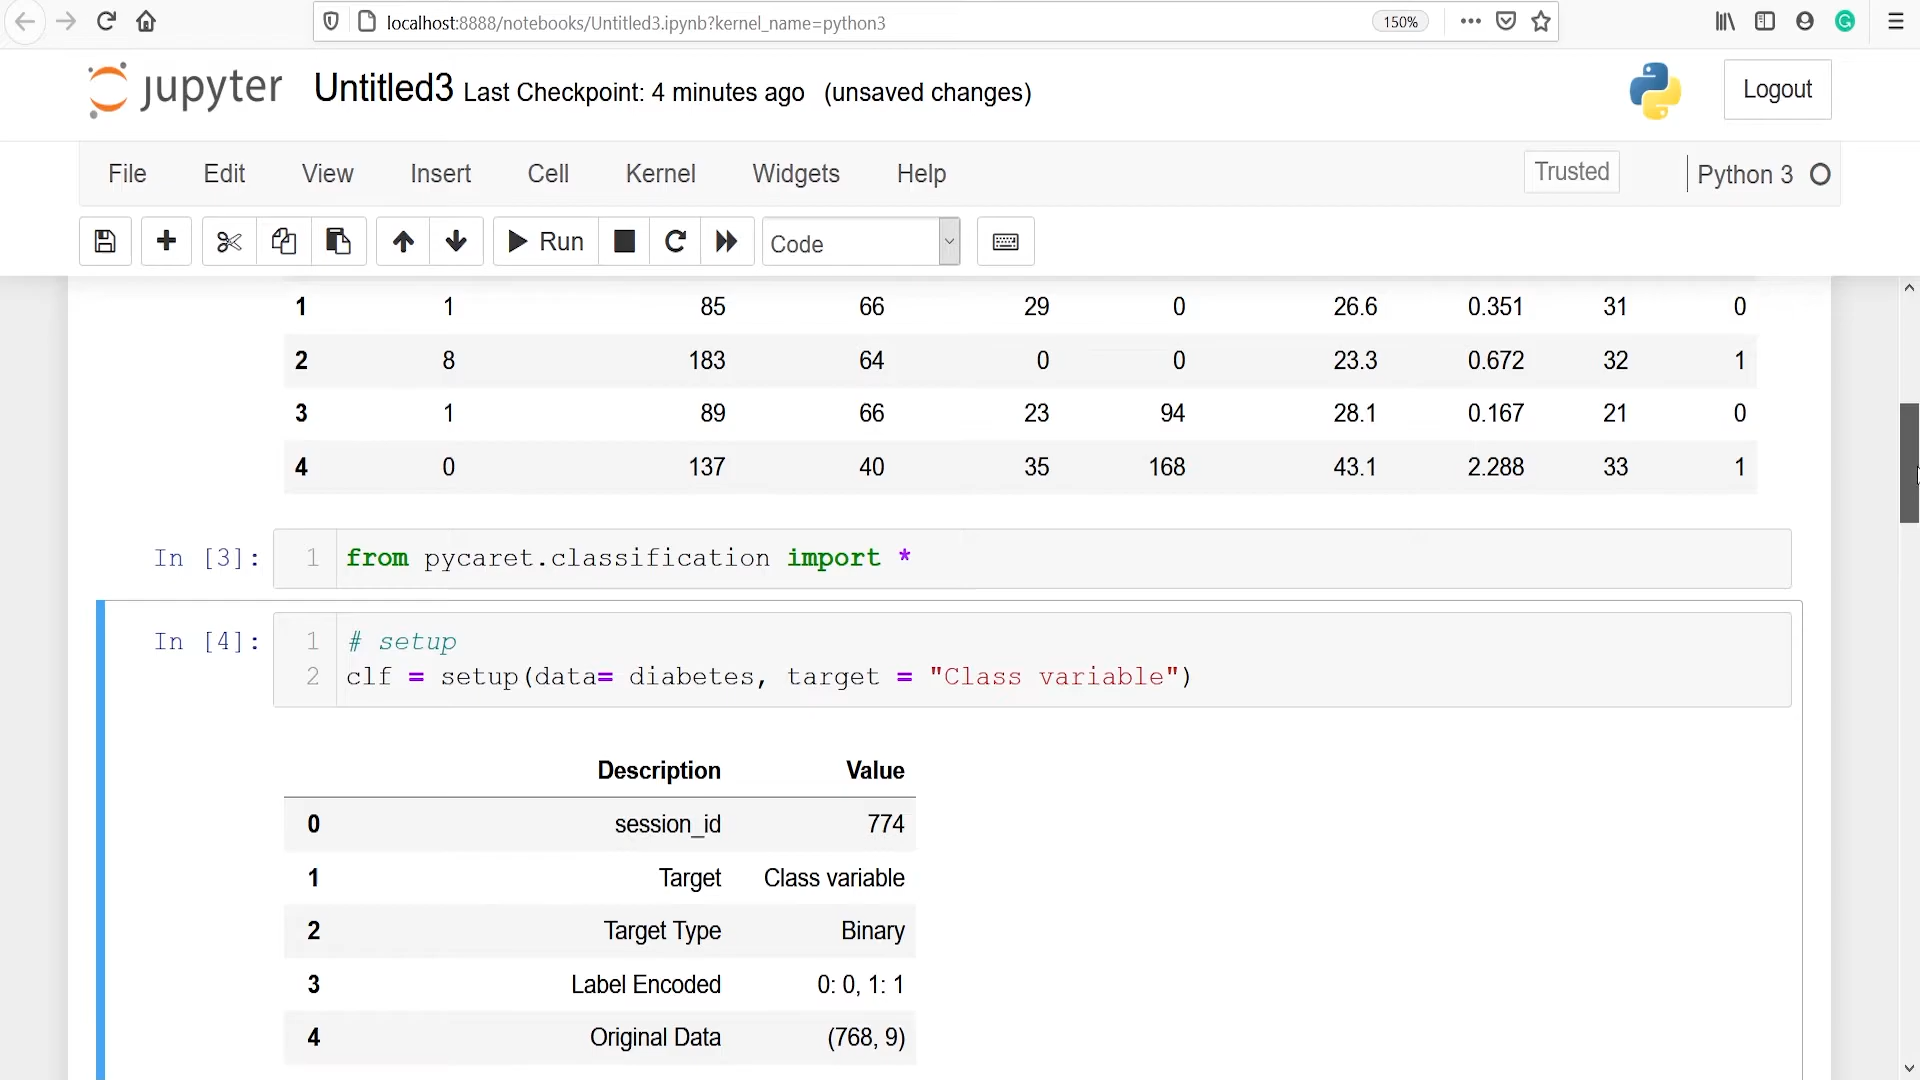 localhost:8888/notebooks/Untitled3.ipynb?kernel_name=python3 150%
jupyter Untitled3 Last Checkpoint: 4 minutes ago (unsaved changes) Logout
File Edit View Insert Cell Kernel Widgets Help Trusted Python 3
Run Code
1 1 85 66 29 0 26.6 0.351 31 0
2 8 183 64 0 0 23.3 0.672 32 1
3 1 89 66 23 94 28.1 0.167 21 0
4 0 137 40 35 168 43.1 2.288 33 1
In [3]: 1 from pycaret.classification import *
In [4]: 1 # setup
2 clf = setup(data= diabetes, target = "Class variable")
Description Value
0 session_id 774
1 Target Class variable
2 Target Type Binary
3 Label Encoded 0: 0, 1: 1
4 Original Data (768, 9)